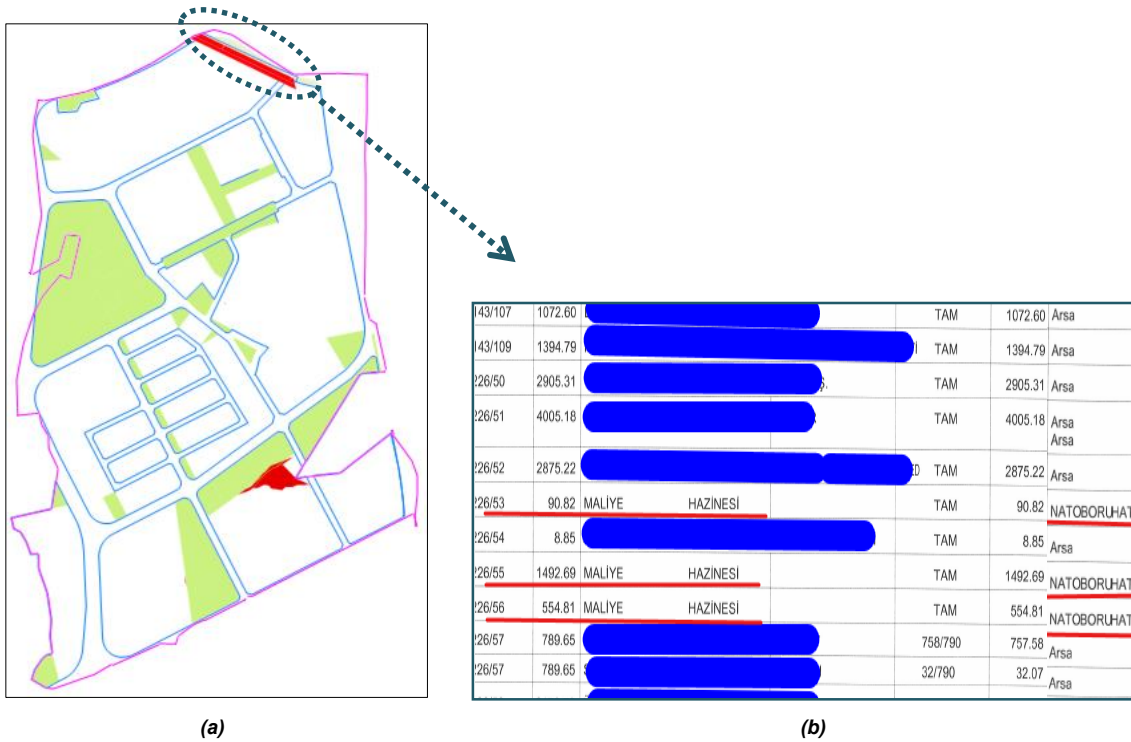 143/107 1072.60 TAM 1072.60 Arsa
143/109 1394.79 TAM 1394.79 Arsa
226/50 2905.31 Ş. TAM 2905.31 Arsa
226/51 4005.18 TAM 4005.18 Arsa
Arsa
226/52 2875.22 ED TAM 2875.22 Arsa
226/53 90.82 MALİYE HAZİNESİ TAM 90.82 NATOBORUHAT
226/54 8.85 TAM 8.85 Arsa
226/55 1492.69 MALİYE HAZİNESİ TAM 1492.69 NATOBORUHAT
226/56 554.81 MALİYE HAZİNESİ TAM 554.81 NATOBORUHAT
226/57 789.65 758/790 757.58 Arsa
226/57 789.65 32/790 32.07 Arsa
(a) (b)